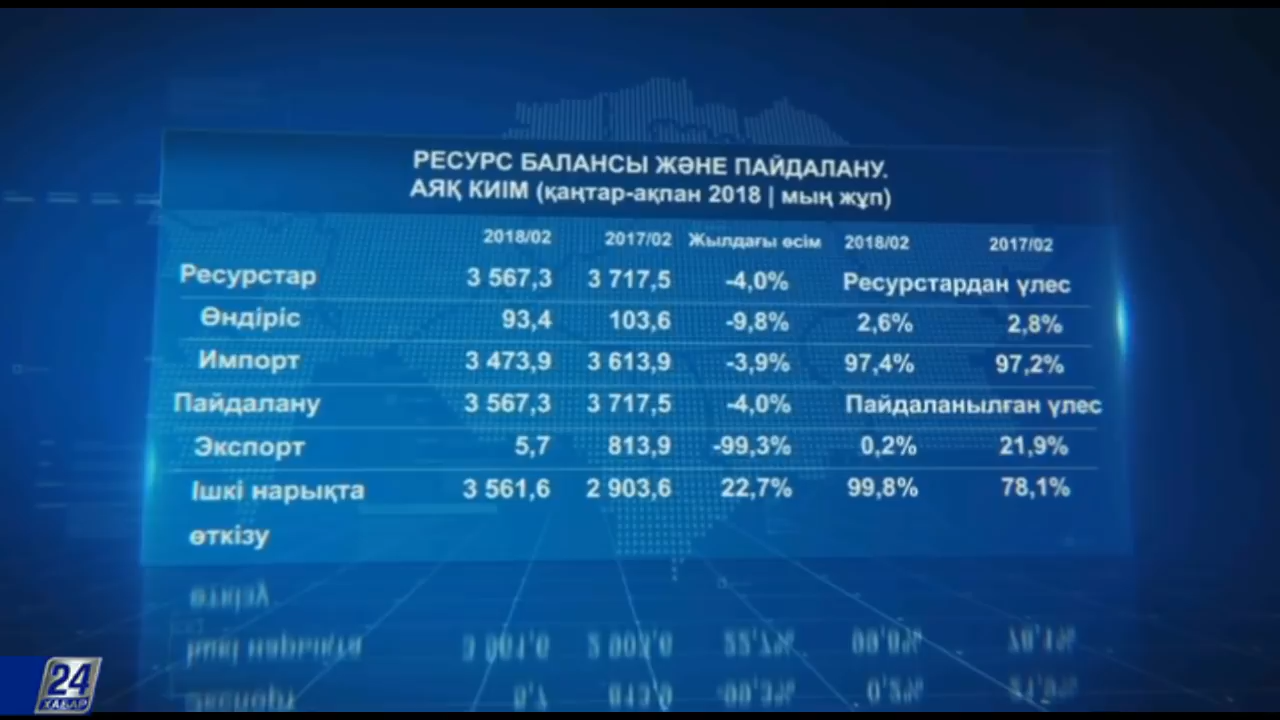 РЕСУРС БАЛАНСЫ ЖӘНЕ ПАЙДАЛАНУ.
АЯҚ КИІМ (қаңтар-ақпан 2018 | мың жұп)
2018/02 2017/02 Жылдағы өсім 2018/02 2017/02
Ресурстар 3 567,3 3 717,5 -4,0% Ресурстардан үлес
Өндіріс 93,4 103,6 -9,8% 2,6% 2,8%
Импорт 3 473,9 3 613,9 -3,9% 97,4% 97,2%
Пайдалану 3 567,3 3 717,5 -4,0% Пайдаланылған үлес
Экспорт 5,7 813,9 -99,3% 0,2% 21,9%
Ішкі нарықта 3 561,6 2 903,6 22,7% 99,8% 78,1%
өткізу
24
ХАБАР